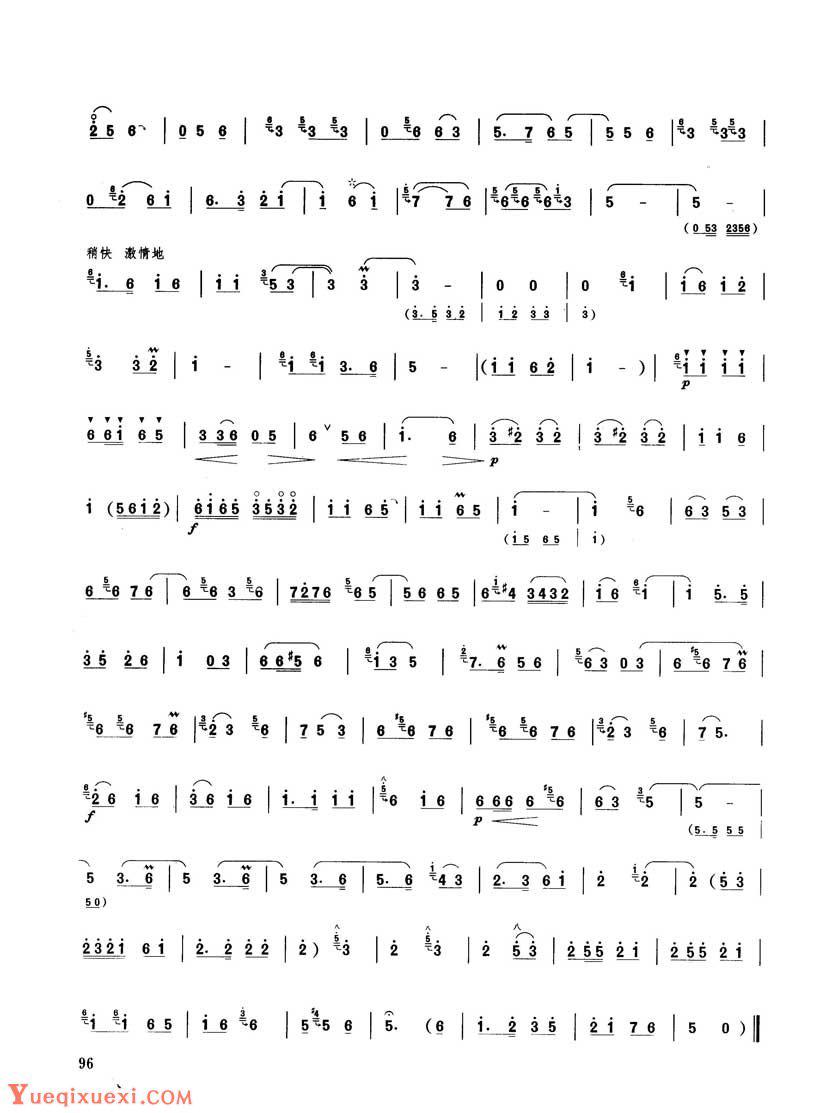 2 5 6 | 0 5 6 | 3 3 3 | 0 6 6 3 | 5. 7 6 5 | 5 5 6 | 3 3 3 |
0 2 6 i | 6. 3 2 i | i 6 i | 7 7 6 | 6 6 6 3 | 5 - | 5 - |
(0 53 2356)
稍快 激情地
i. 6 i 6 | i i 5 3 | 3 3 | 3 - | 0 0 | 0 i | i 6 i 2 |
(3. 5 3 2 | i 2 3 3 | 3)
3 3 2 | i - | i i 3. 6 | 5 - | (i i 6 2 | i - ) | i i i i |
p
6 6 i 6 5 | 3 3 6 0 5 | 6 ∨ 5 6 | i. 6 | 3 #2 3 2 | 3 #2 3 2 | i i 6 |
p
i (5 6 i 2) | 6 i 6 5 3 5 3 2 | i i 6 5 | i i 6 5 | i - | i 6 | 6 3 5 3 |
f
(i 5 6 5 | i)
6 6 7 6 | 6 6 3 6 | 7 2 7 6 6 5 | 5 6 6 5 | 6 #4 3 4 3 2 | i 6 i | i 5. 5 |
3 5 2 6 | i 0 3 | 6 6 #5 6 | i 3 5 | 7. 6 5 6 | 6 3 0 3 | 6 6 7 6 |
6 6 7 6 | 2 3 6 | 7 5 3 | 6 6 7 6 | 6 6 7 6 | 2 3 6 | 7 5. |
2 6 i 6 | 3 6 i 6 | i. i i i | 6 i 6 | 6 6 6 6 6 | 6 3 5 | 5 - |
f
p
(5. 5 5 5 |
5 3. 6 | 5 3. 6 | 5 3. 6 | 5. 6 4 3 | 2. 3 6 i | 2 2 | 2 (5 3 |
5 0)
2 3 2 i 6 i | 2. 2 2 2 | 2 ) 3 | 2 3 | 2 5 3 | 2 5 5 2 i | 2 5 5 2 i |
i i 6 5 | i 6 6 | 5 5 5 6 | 5. (6 | i. 2 3 5 | 2 i 7 6 | 5 0 ) ‖
96
Yueqixuexi.com